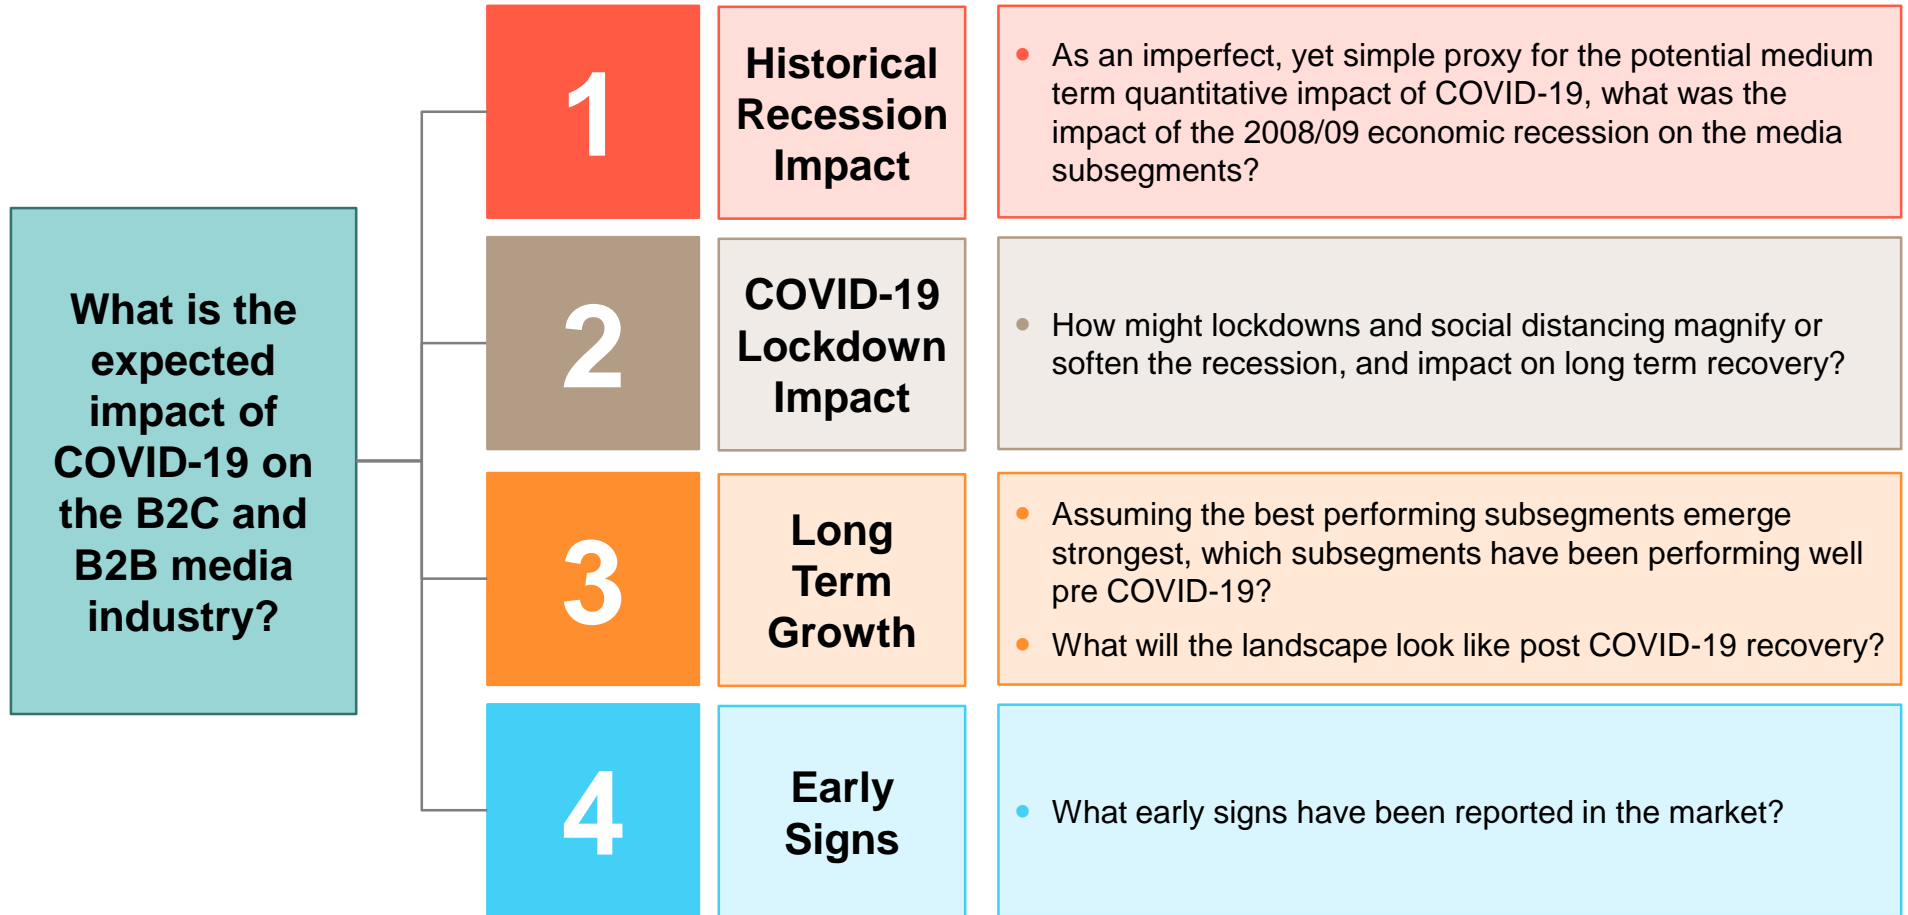 What is the
expected
impact of
COVID-19 on
the B2C and
B2B media
industry?
1
Historical
Recession
Impact
• As an imperfect, yet simple proxy for the potential medium
term quantitative impact of COVID-19, what was the
impact of the 2008/09 economic recession on the media
subsegments?
2
COVID-19
Lockdown
Impact
• How might lockdowns and social distancing magnify or
soften the recession, and impact on long term recovery?
3
Long
Term
Growth
• Assuming the best performing subsegments emerge
strongest, which subsegments have been performing well
pre COVID-19?
• What will the landscape look like post COVID-19 recovery?
4
Early
Signs
• What early signs have been reported in the market?